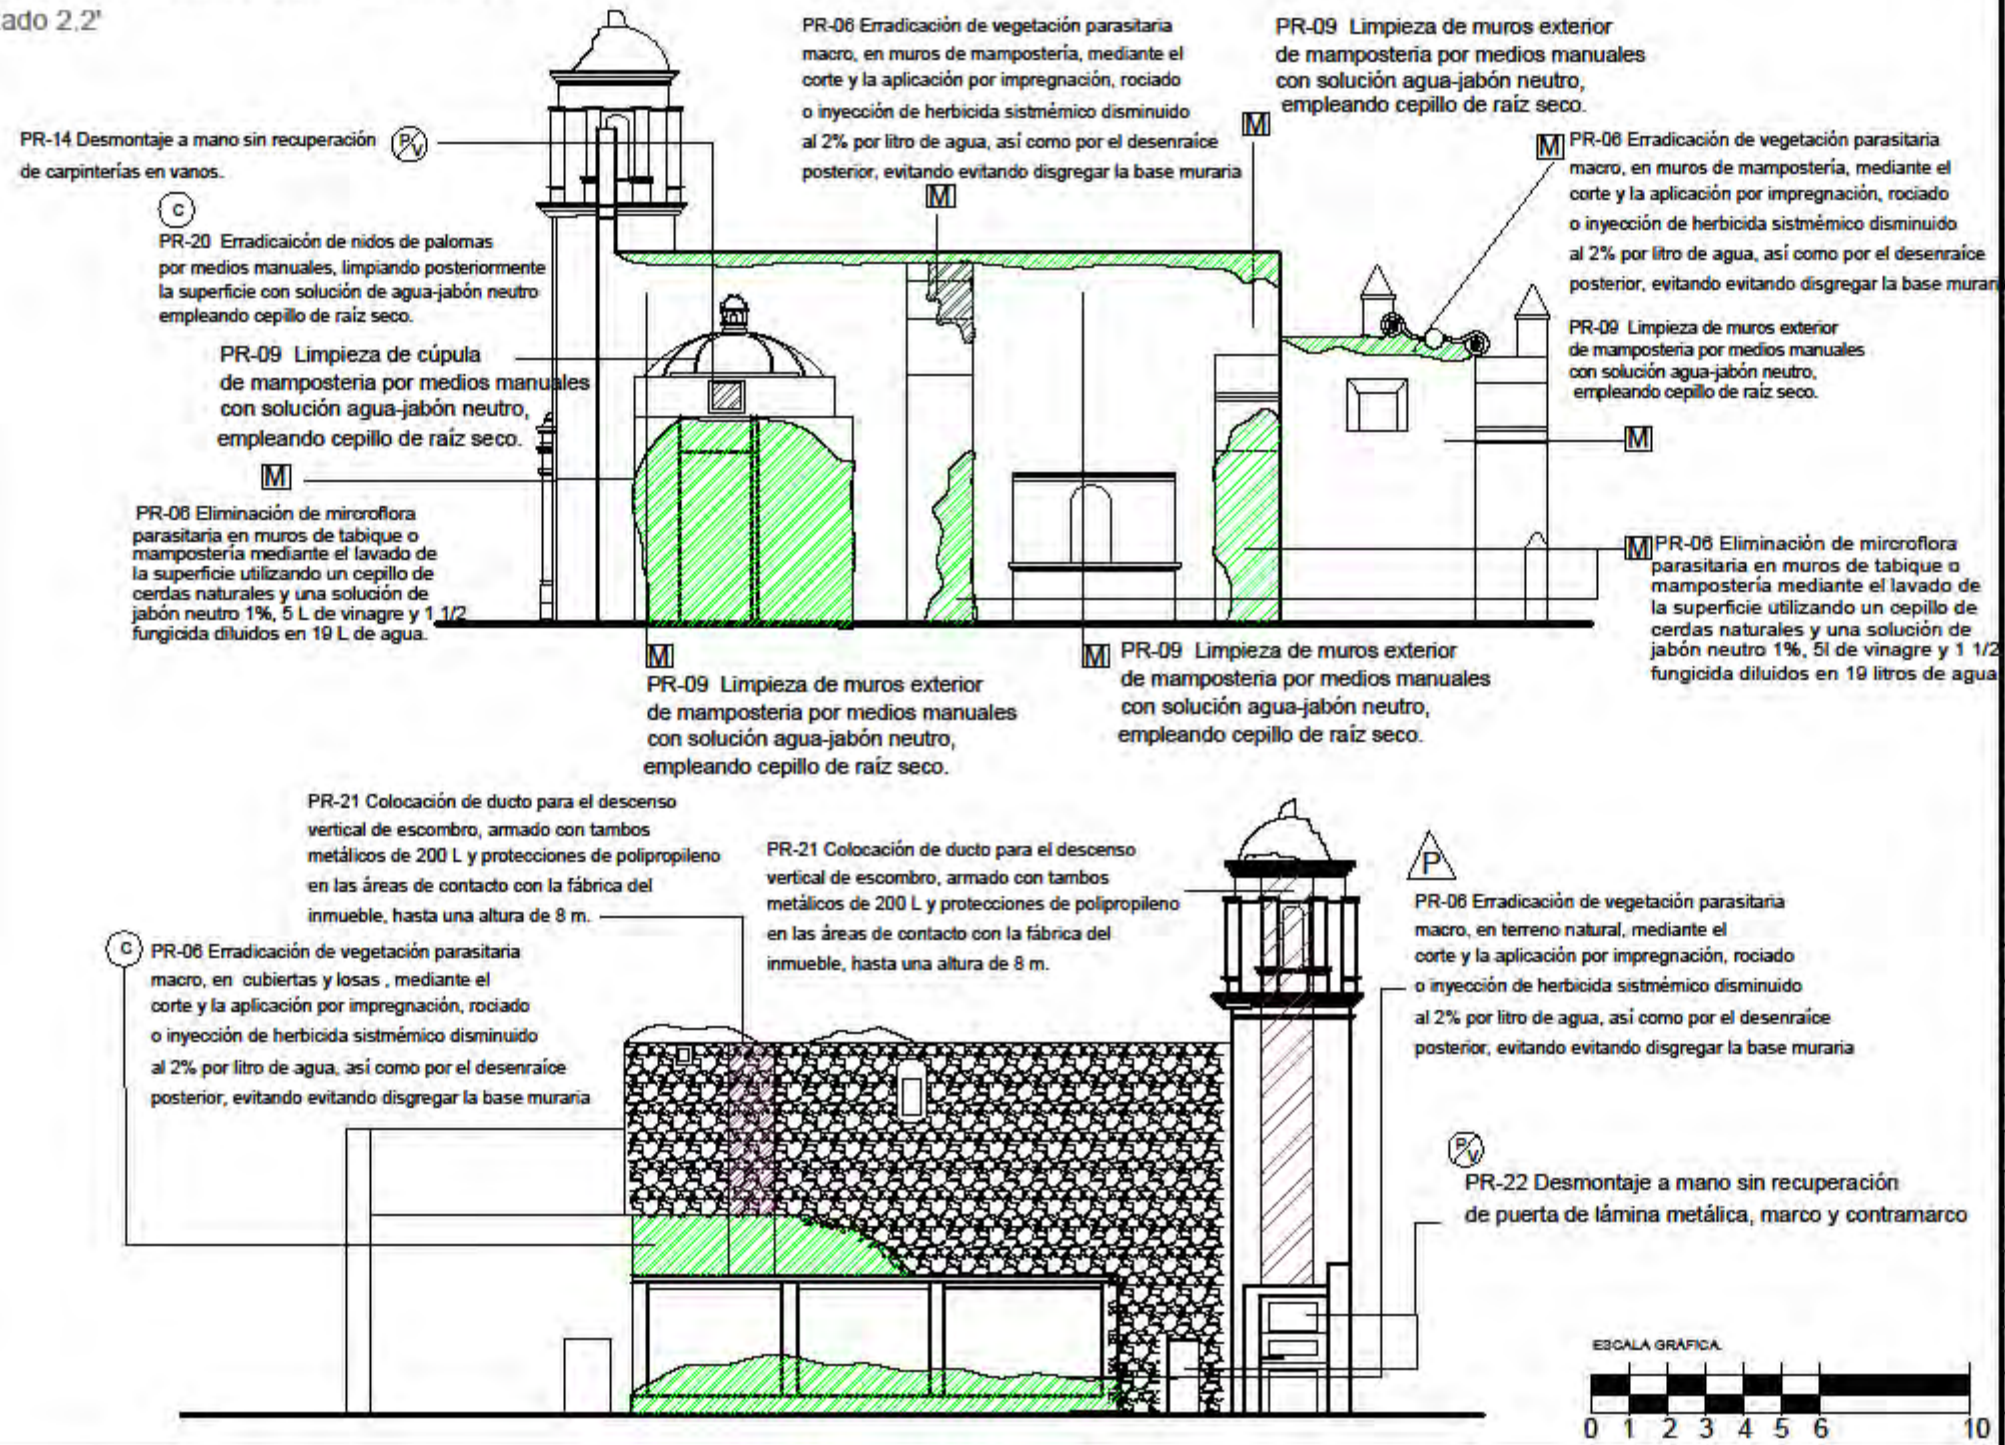 ado 2.2'
PR-06 Erradicación de vegetación parasitaria
macro, en muros de mampostería, mediante el
corte y la aplicación por impregnación, rociado
o inyección de herbicida sistmémico disminuido
al 2% por litro de agua, así como por el desenraíce
posterior, evitando evitando disgregar la base muraria
M
PR-09 Limpieza de muros exterior
de mamposteria por medios manuales
con solución agua-jabón neutro,
empleando cepillo de raíz seco.
M
PR-14 Desmontaje a mano sin recuperación
de carpinterías en vanos.
P/V
M
PR-06 Erradicación de vegetación parasitaria
macro, en muros de mampostería, mediante el
corte y la aplicación por impregnación, rociado
o inyección de herbicida sistmémico disminuido
al 2% por litro de agua, así como por el desenraíce
posterior, evitando evitando disgregar la base murari
C
PR-20 Erradicaicón de nidos de palomas
por medios manuales, limpiando posteriormente
la superficie con solución de agua-jabón neutro
empleando cepillo de raíz seco.
PR-09 Limpieza de cúpula
de mamposteria por medios manuales
con solución agua-jabón neutro,
empleando cepillo de raíz seco.
PR-09 Limpieza de muros exterior
de mamposteria por medios manuales
con solución agua-jabón neutro,
empleando cepillo de raíz seco.
M
M
PR-06 Eliminación de mircroflora
parasitaria en muros de tabique o
mampostería mediante el lavado de
la superficie utilizando un cepillo de
cerdas naturales y una solución de
jabón neutro 1%, 5 L de vinagre y 1 1/2
fungicida diluidos en 19 L de agua.
M
PR-06 Eliminación de mircroflora
parasitaria en muros de tabique o
mampostería mediante el lavado de
la superficie utilizando un cepillo de
cerdas naturales y una solución de
jabón neutro 1%, 5l de vinagre y 1 1/2
fungicida diluidos en 19 litros de agua
M
PR-09 Limpieza de muros exterior
de mamposteria por medios manuales
con solución agua-jabón neutro,
empleando cepillo de raíz seco.
M
PR-09 Limpieza de muros exterior
de mamposteria por medios manuales
con solución agua-jabón neutro,
empleando cepillo de raíz seco.
PR-21 Colocación de ducto para el descenso
vertical de escombro, armado con tambos
metálicos de 200 L y protecciones de polipropileno
en las áreas de contacto con la fábrica del
inmueble, hasta una altura de 8 m.
PR-21 Colocación de ducto para el descenso
vertical de escombro, armado con tambos
metálicos de 200 L y protecciones de polipropileno
en las áreas de contacto con la fábrica del
inmueble, hasta una altura de 8 m.
P
PR-06 Erradicación de vegetación parasitaria
macro, en terreno natural, mediante el
corte y la aplicación por impregnación, rociado
o inyección de herbicida sistmémico disminuido
al 2% por litro de agua, así como por el desenraíce
posterior, evitando evitando disgregar la base muraria
C
PR-06 Erradicación de vegetación parasitaria
macro, en cubiertas y losas , mediante el
corte y la aplicación por impregnación, rociado
o inyección de herbicida sistmémico disminuido
al 2% por litro de agua, así como por el desenraíce
posterior, evitando evitando disgregar la base muraria
P/V
PR-22 Desmontaje a mano sin recuperación
de puerta de lámina metálica, marco y contramarco
ESCALA GRÁFICA
0 1 2 3 4 5 6 10